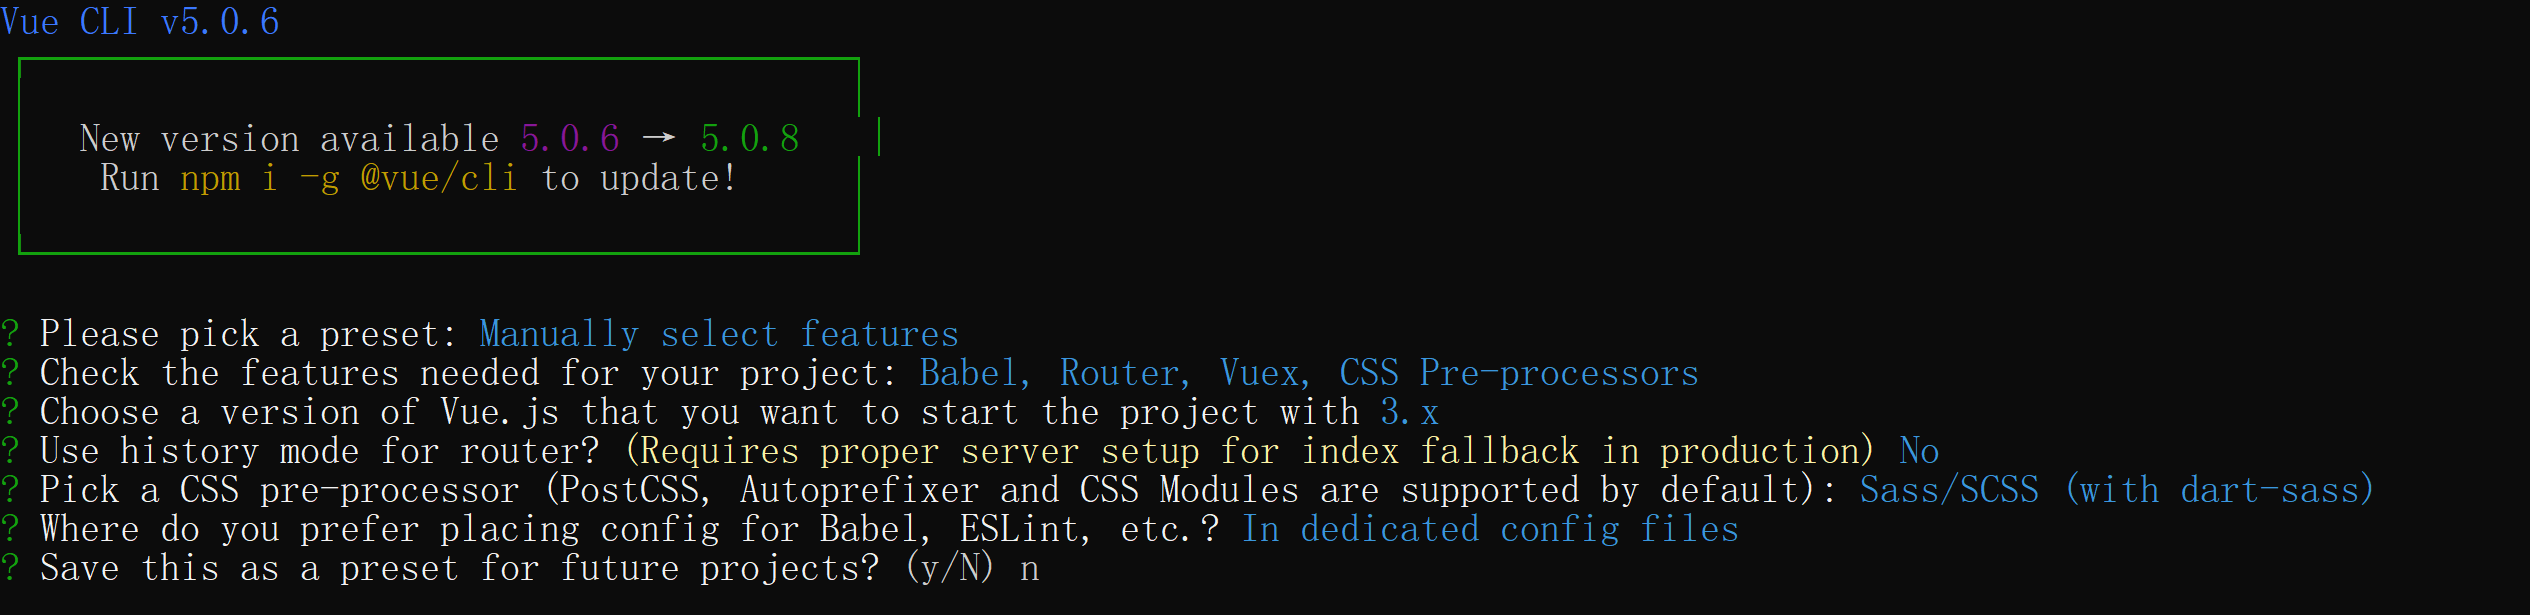 Vue CLI v5.0.6
New version available 5.0.6 → 5.0.8
Run npm i -g @vue/cli to update!
? Please pick a preset: Manually select features
? Check the features needed for your project: Babel, Router, Vuex, CSS Pre-processors
? Choose a version of Vue.js that you want to start the project with 3.x
? Use history mode for router? (Requires proper server setup for index fallback in production) No
? Pick a CSS pre-processor (PostCSS, Autoprefixer and CSS Modules are supported by default): Sass/SCSS (with dart-sass)
? Where do you prefer placing config for Babel, ESLint, etc.? In dedicated config files
? Save this as a preset for future projects? (y/N) n